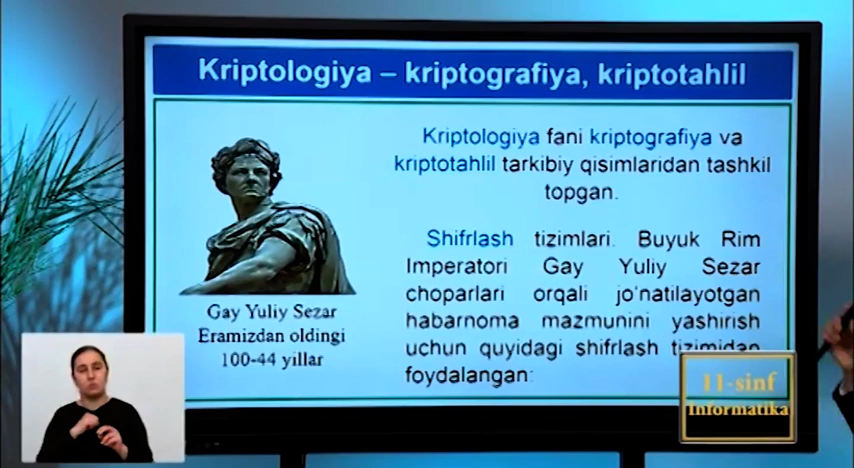 Kriptologiya – kriptografiya, kriptotahlil
Kriptologiya fani kriptografiya va
kriptotahlil tarkibiy qisimlaridan tashkil
topgan.
Shifrlash tizimlari. Buyuk Rim
Imperatori Gay Yuliy Sezar
choparlari orqali jo'natilayotgan
habarnoma mazmunini yashirish
uchun quyidagi shifrlash tizimidan
foydalangan:
Gay Yuliy Sezar
Eramizdan oldingi
100-44 yillar
11-sinf
Informatika